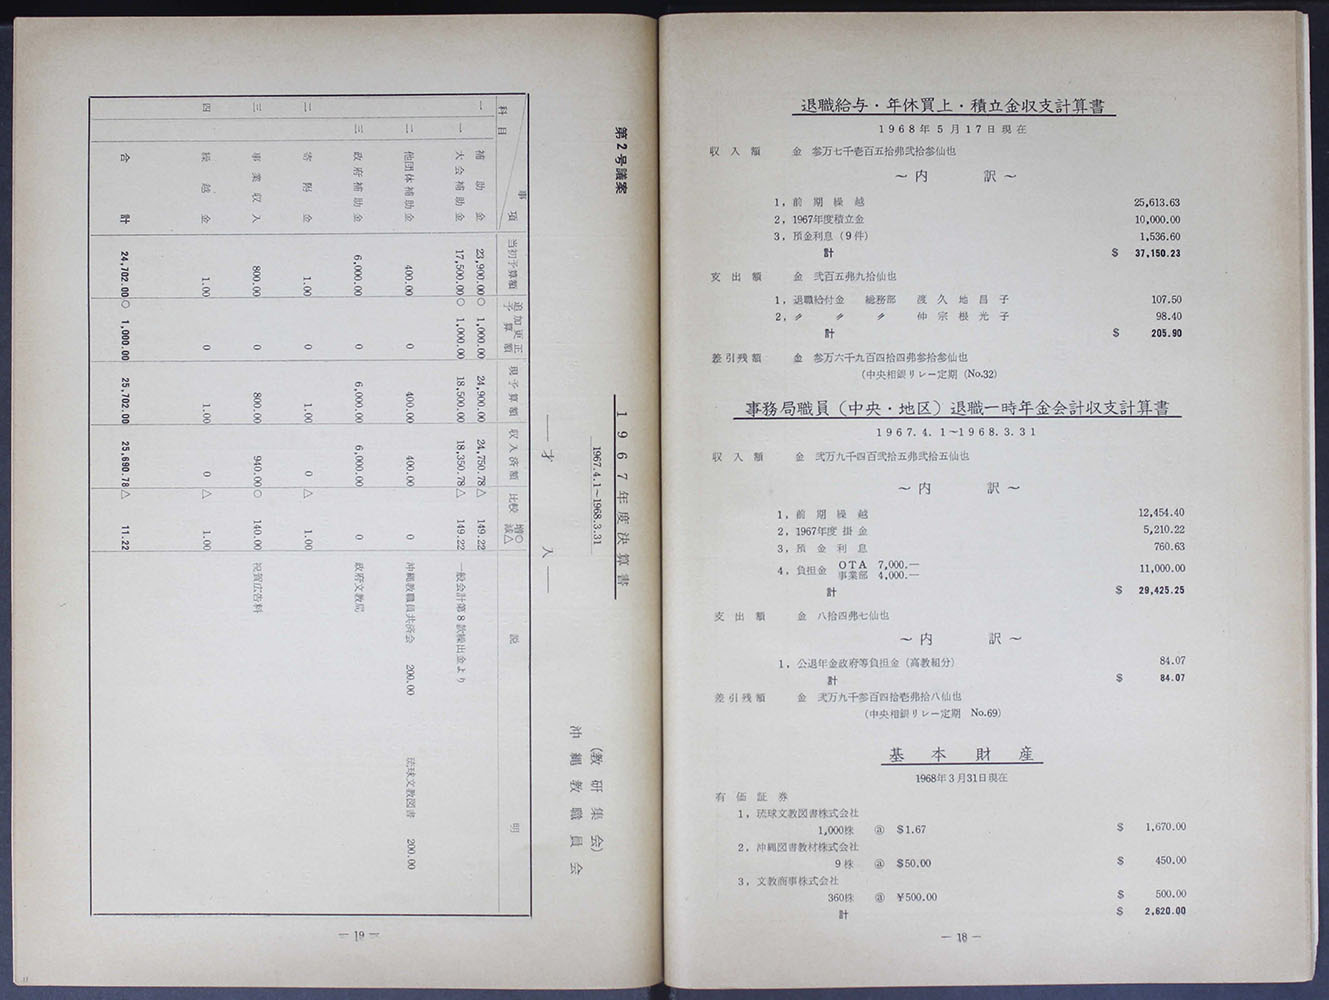 退職給与・年休買上・積立金収支計算書
1968年5月17日現在
収入額 金 参万七千壱百五拾弗弐拾参仙也
～内 訳～
1,前期繰越 25,613.63
2,1967年度積立金 10,000.00
3,預金利息(9件) 1,536.60
計 $ 37,150.23
支出額 金 弐百五弗九拾仙也
1,退職給付金 総務部 渡久地昌子 107.50
2,〃 〃 〃 仲宗根光子 98.40
計 $ 205.90
差引残額 金 参万六千九百四拾四弗参拾参仙也
(中央相銀リレー定期 (No.32)
事務局職員(中央・地区)退職一時年金会計収支計算書
1967.4.1～1968.3.31
収入額 金 弐万九千四百弐拾五弗弐拾五仙也
～内 訳～
1,前期繰越 12,454.40
2,1967年度掛金 5,210.22
3,預金利息 760.63
4,負担金 OTA 7,000.― 事業部 4,000.― 11,000.00
計 $ 29,425.25
支出額 金 八拾四弗七仙也
～内 訳～
1,公退年金政府等負担金(高教組分) 84.07
計 $ 84.07
差引残額 金 弐万九千参百四拾壱弗拾八仙也
(中央相銀リレー定期 No.69)
基本財産
1968年3月31日現在
有価証券
1,琉球文教図書株式会社
1,000株 @ $1.67 $ 1,670.00
2,沖縄図書教材株式会社
9株 @ $50.00 $ 450.00
3,文教商事株式会社
360株 @ ¥500.00 $ 500.00
計 $ 2,620.00
― 18 ―
第2号議案
1967年度決算書
1967.4.1～1968.3.31
(教研集会)
沖縄教職員会
――才 入――
科目 事項 当初予算額 追加更正予算額 現予算額 収入済額 比較 増○減△ 説明
一 補助金 23,900.00 ○ 1,000.00 24,900.00 24,750.78 △ 149.22
一 大会補助金 17,500.00 ○ 1,000.00 18,500.00 18,350.78 △ 149.22 一般会計第8款繰出金より
二 他団体補助金 400.00 0 400.00 400.00 0 沖縄教職員共済会 200.00 琉球文教図書 200.00
三 政府補助金 6,000.00 0 6,000.00 6,000.00 0 政府文教局
二 寄附金 1.00 0 1.00 0 △ 1.00
三 事業収入 800.00 0 800.00 940.00 ○ 140.00 祝賀広告料
四 繰越金 1.00 0 1.00 0 △ 1.00
合計 24,702.00 ○ 1,000.00 25,702.00 25,690.78 △ 11.22
― 19 ―